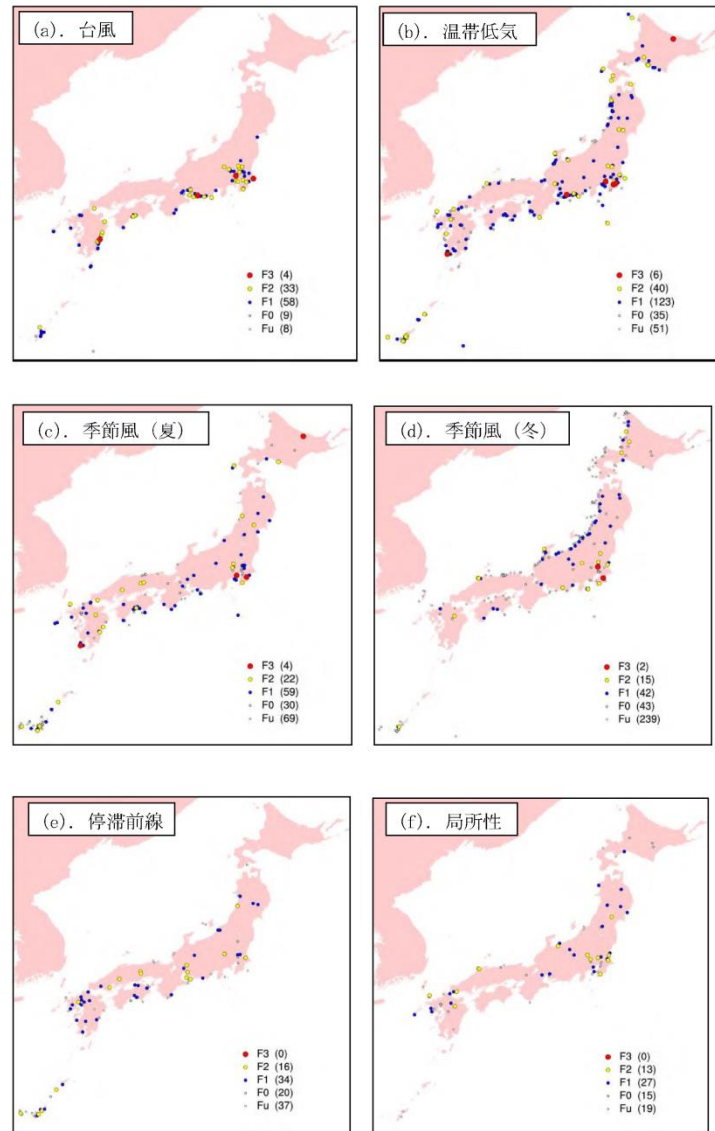 (a). 台風
F3 (4)
F2 (33)
F1 (58)
F0 (9)
Fu (8)
(b). 温帯低気
F3 (6)
F2 (40)
F1 (123)
F0 (35)
Fu (51)
(c). 季節風 (夏)
F3 (4)
F2 (22)
F1 (59)
F0 (30)
Fu (69)
(d). 季節風 (冬)
F3 (2)
F2 (15)
F1 (42)
F0 (43)
Fu (239)
(e). 停滞前線
F3 (0)
F2 (16)
F1 (34)
F0 (20)
Fu (37)
(f). 局所性
F3 (0)
F2 (13)
F1 (27)
F0 (15)
Fu (19)